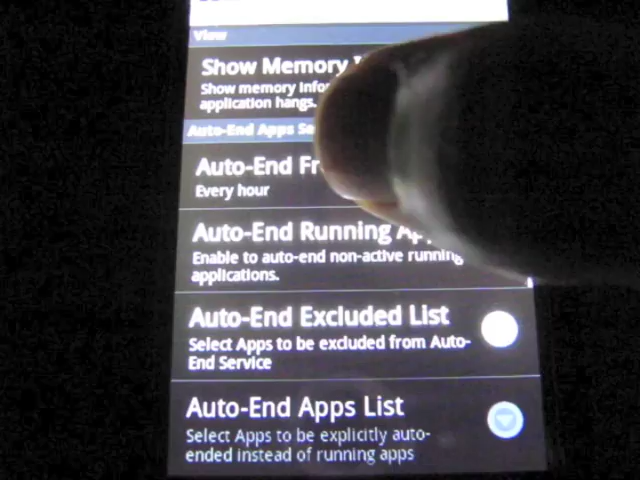 View
Show Memory
Show memory
application hangs.
Auto-End Apps
Auto-End
Every hour
Auto-End Running
Enable to auto-end non-active running
applications.
Auto-End Excluded List
Select Apps to be excluded from Auto-
End Service
Auto-End Apps List
Select Apps to be explicitly auto-
ended instead of running apps